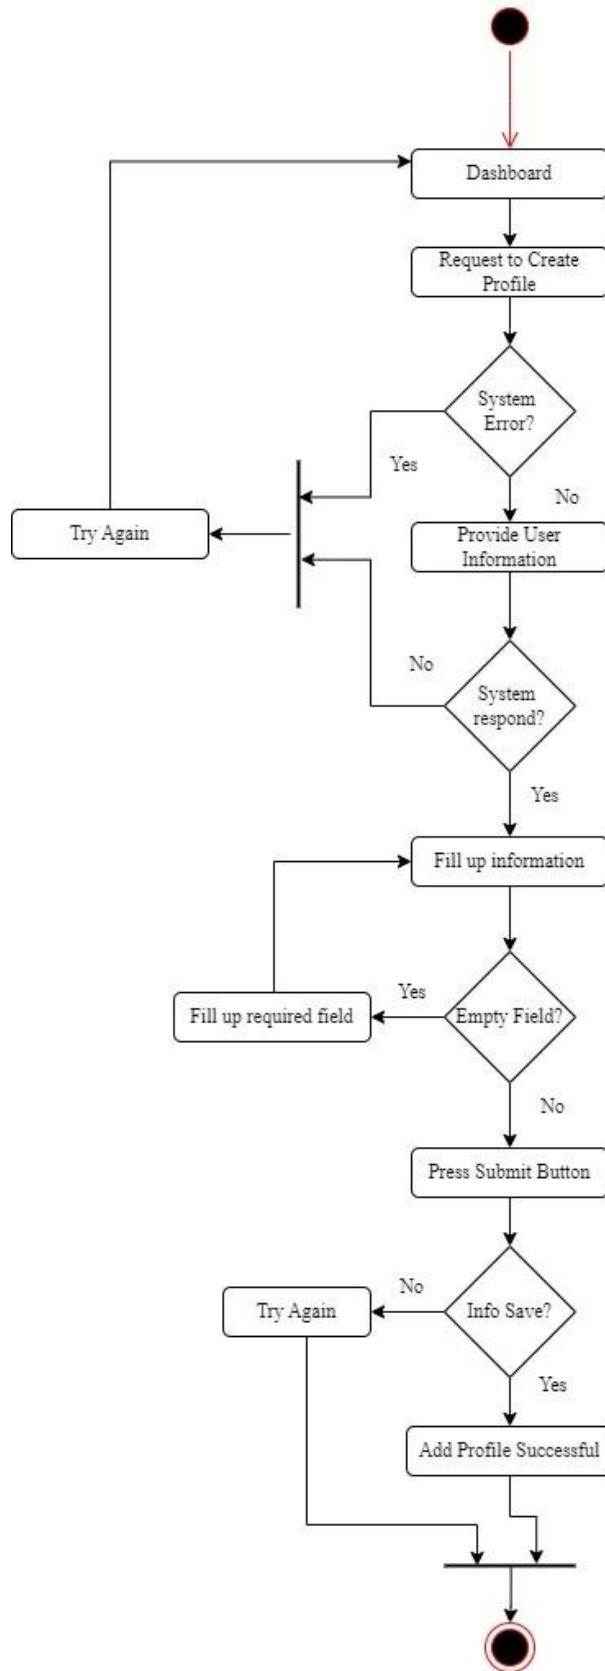 Dashboard
Request to Create
Profile
System
Error?
Yes
No
Try Again
Provide User
Information
No
System
respond?
Yes
Fill up information
Yes
Fill up required field
Empty Field?
No
Press Submit Button
No
Try Again
Info Save?
Yes
Add Profile Successful